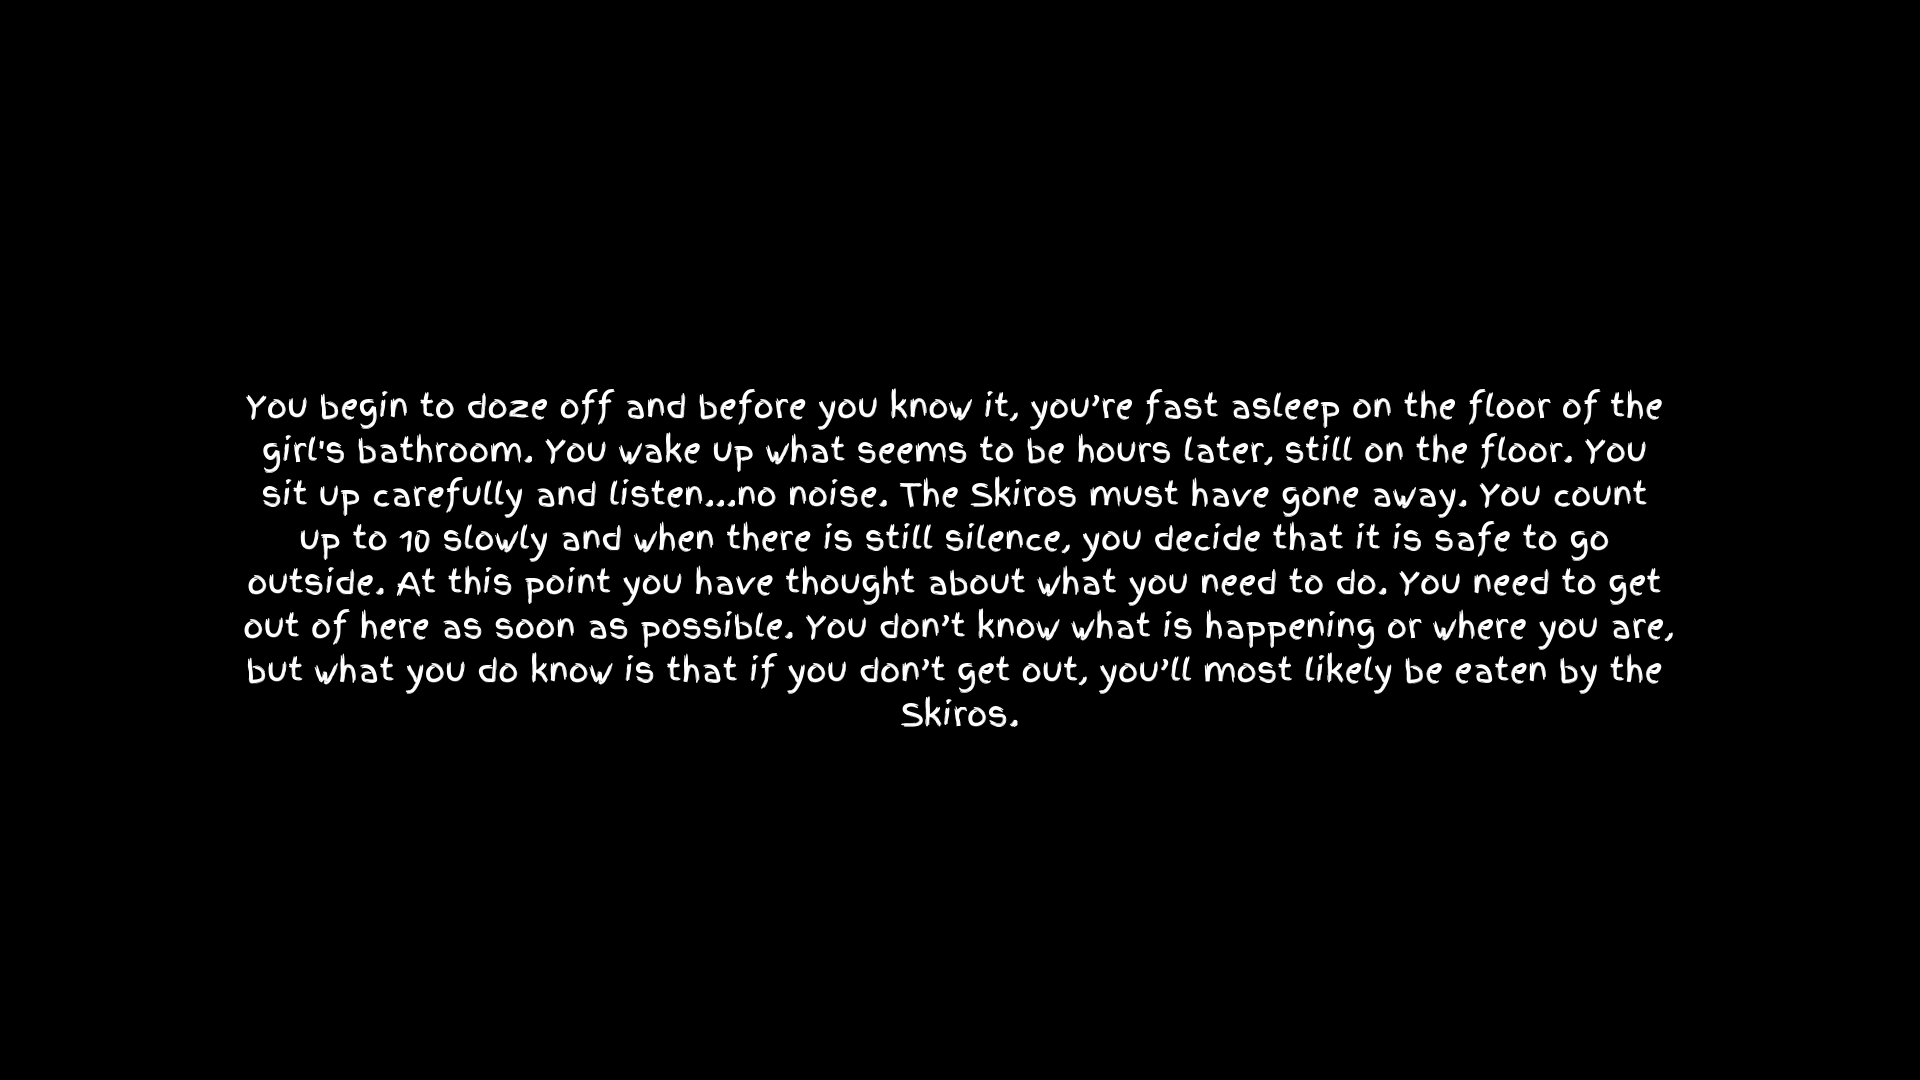 You begin to doze off and before you know it, you’re fast asleep on the floor of the
girl's bathroom. You wake up what seems to be hours later, still on the floor. You
sit up carefully and listen...no noise. The Skiros must have gone away. You count
up to 10 slowly and when there is still silence, you decide that it is safe to go
outside. At this point you have thought about what you need to do. You need to get
out of here as soon as possible. You don’t know what is happening or where you are,
but what you do know is that if you don’t get out, you’ll most likely be eaten by the
Skiros.